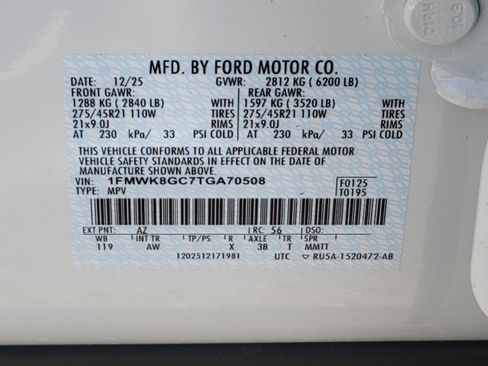 MFD. BY FORD MOTOR CO.
DATE: 12/25 GVWR: 2812 KG ( 6200 LB)
FRONT GAWR: REAR GAWR:
1288 KG ( 2840 LB) WITH 1597 KG ( 3520 LB) WITH
275/45R21 110W TIRES 275/45R21 110W TIRES
21x9.0J RIMS 21x9.0J RIMS
AT 230 kPa/ 33 PSI COLD AT 230 kPa/ 33 PSI COLD
THIS VEHICLE CONFORMS TO ALL APPLICABLE FEDERAL MOTOR
VEHICLE SAFETY STANDARDS IN EFFECT ON THE DATE OF
MANUFACTURE SHOWN ABOVE.
VIN: 1FMWK8GC7TGA70508 F0125
TYPE: MPV T0195
EXT PNT: AZ RC: 56 DSO:
WB INT TR TP/PS R AXLE TR SPR
119 AW X 3B T MMTT
1202512171981 UTC RU5A-1520472-AB